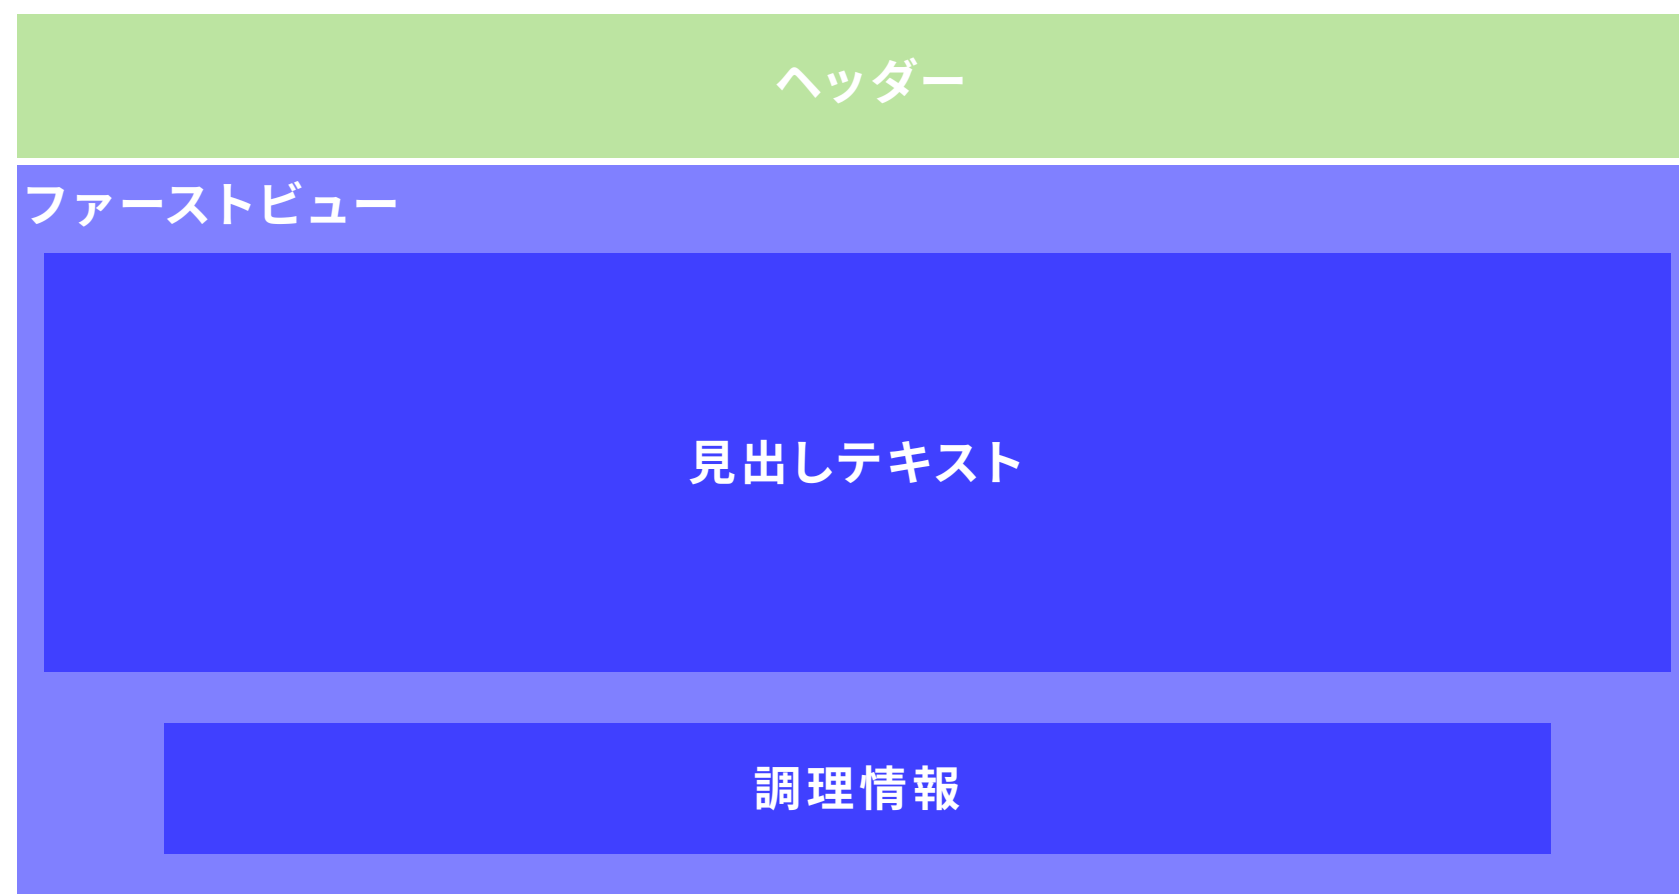 ヘッダー
ファーストビュー
見出しテキスト
調理情報